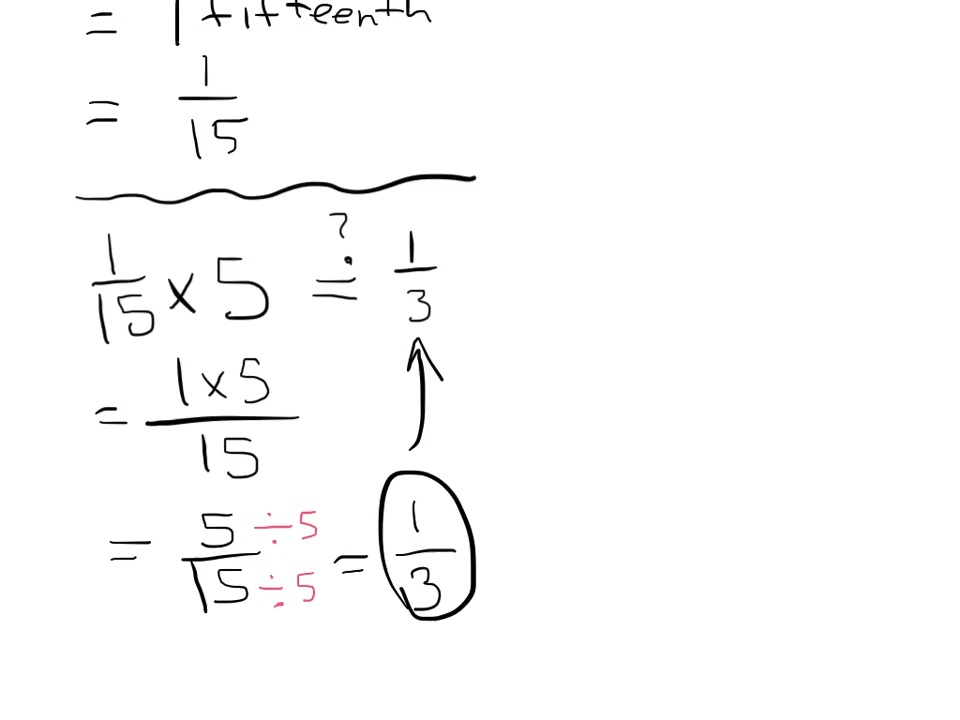 = 1 fifteenth
= 1/15
1/15 × 5 ≟ 1/3
= (1×5)/15
= (5 ÷5)/(15 ÷5) = 1/3